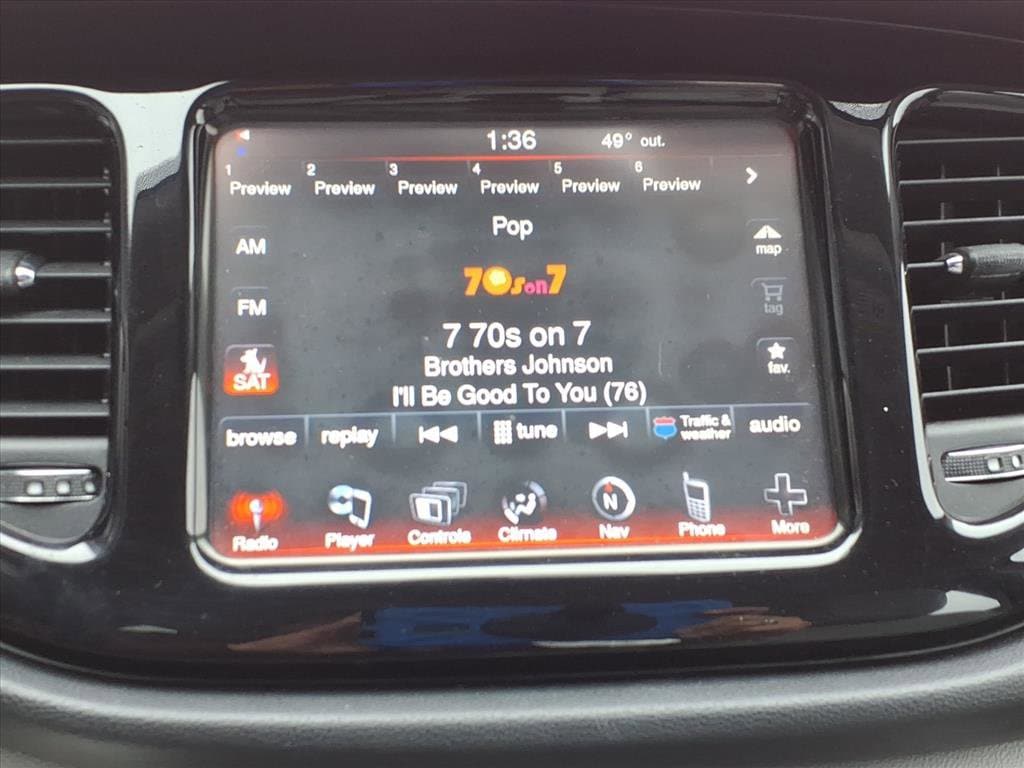 1:36 49° out.
1 2 3 4 5 6
Preview Preview Preview Preview Preview Preview
Pop
AM
map
70s on 7
FM
tag
7 70s on 7
Brothers Johnson
SAT
fav.
I'll Be Good To You (76)
browse replay tune Traffic & weather audio
N
Radio Player Controls Climate Nav Phone More